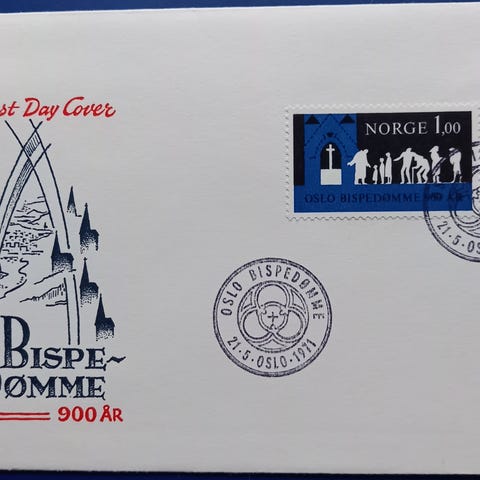 st Day Cover
NORGE 1,00
OSLO BISPEDØMME 900 ÅR
OSLO BISPEDØMME
21-5-OSLO-1971
21-5-OS
BISPE~
DØMME
900 ÅR